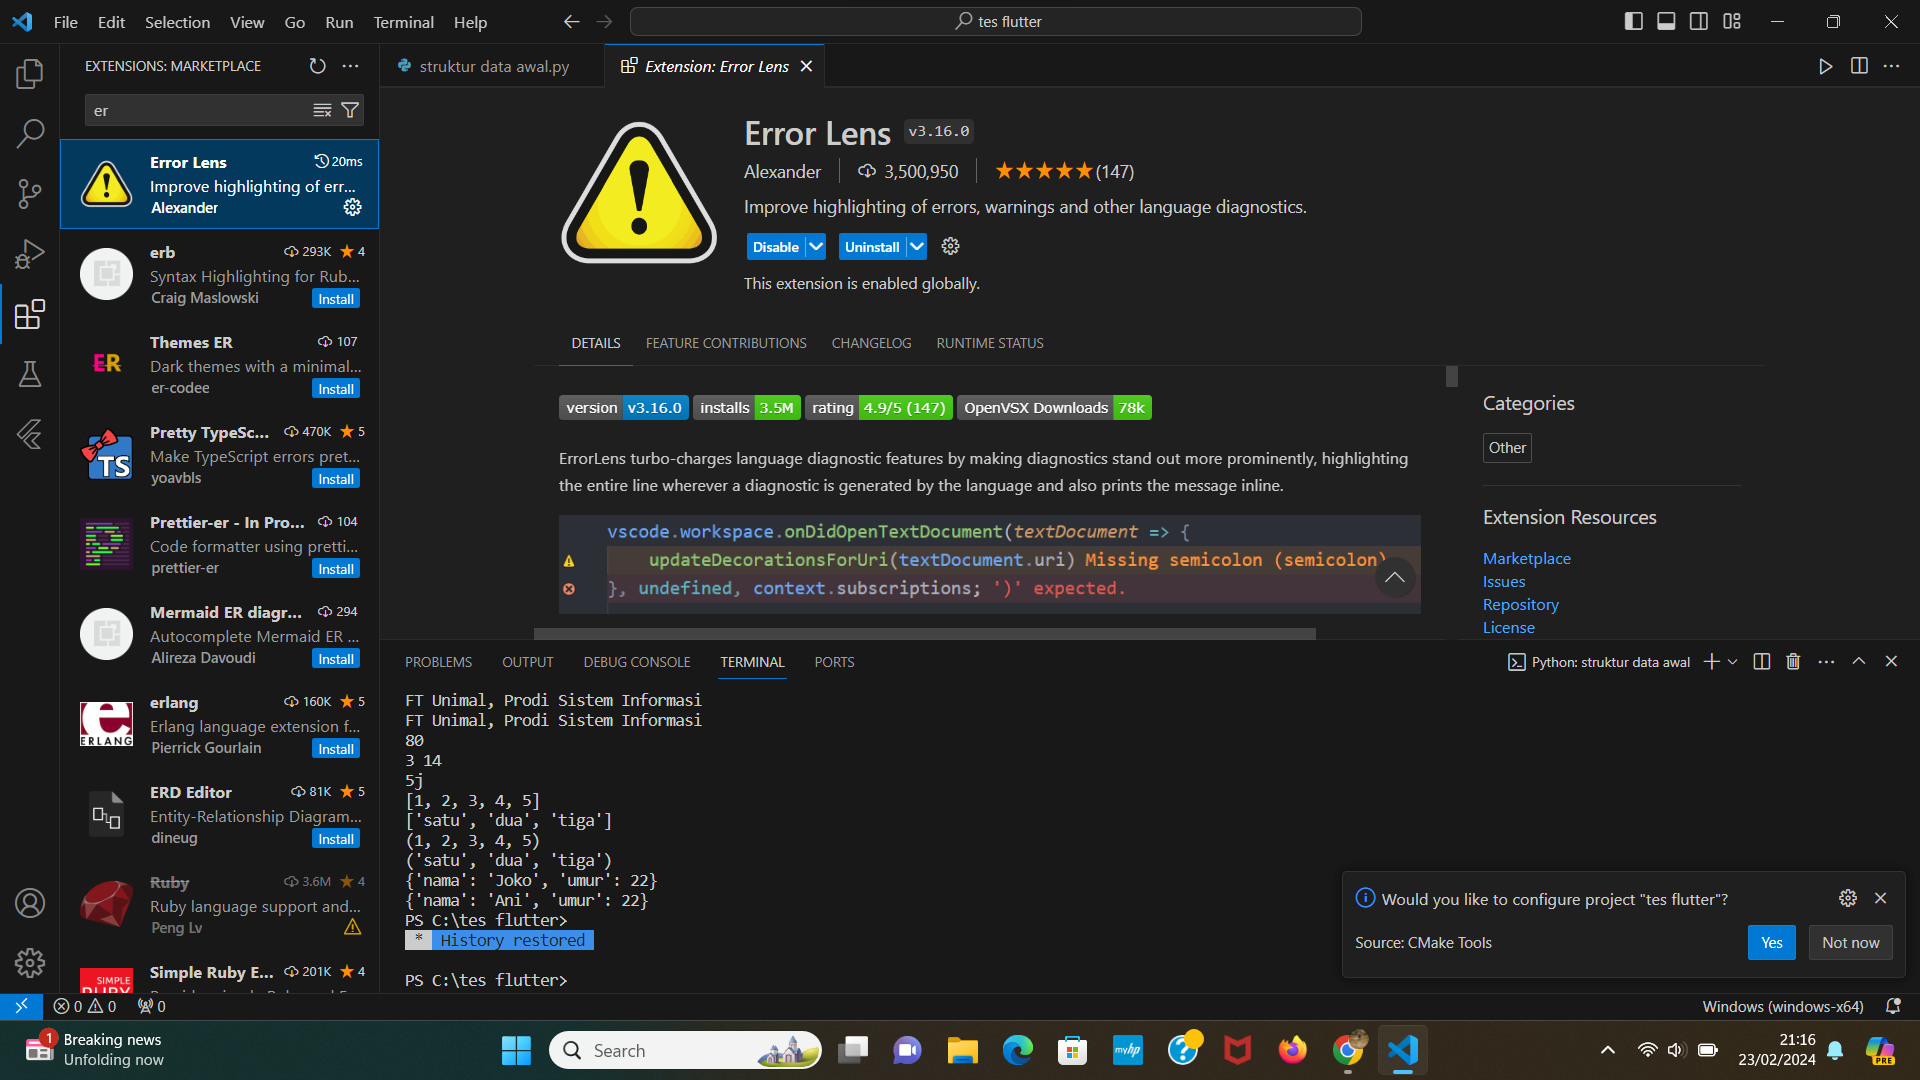 File Edit Selection View Go Run Terminal Help
tes flutter
EXTENSIONS: MARKETPLACE
er
Error Lens 20ms
Improve highlighting of err...
Alexander
erb 293K 4
Syntax Highlighting for Rub...
Craig Maslowski Install
ER
Themes ER 107
Dark themes with a minimal...
er-codee Install
TS
Pretty TypeSc... 470K 5
Make TypeScript errors pret...
yoavbls Install
Prettier-er - In Pro... 104
Code formatter using pretti...
prettier-er Install
Mermaid ER diagr... 294
Autocomplete Mermaid ER ...
Alireza Davoudi Install
ERLANG
erlang 160K 5
Erlang language extension f...
Pierrick Gourlain Install
ERD Editor 81K 5
Entity-Relationship Diagram...
dineug Install
Ruby 3.6M 4
Ruby language support and...
Peng Lv
SIMPLE
Simple Ruby E... 201K 4
struktur data awal.py
Extension: Error Lens
Error Lens v3.16.0
Alexander 3,500,950 (147)
Improve highlighting of errors, warnings and other language diagnostics.
Disable Uninstall
This extension is enabled globally.
DETAILS FEATURE CONTRIBUTIONS CHANGELOG RUNTIME STATUS
version v3.16.0 installs 3.5M rating 4.9/5 (147) OpenVSX Downloads 78k
ErrorLens turbo-charges language diagnostic features by making diagnostics stand out more prominently, highlighting
the entire line wherever a diagnostic is generated by the language and also prints the message inline.
vscode.workspace.onDidOpenTextDocument(textDocument => {
updateDecorationsForUri(textDocument.uri) Missing semicolon (semicolon)
}, undefined, context.subscriptions; ')' expected.
Categories
Other
Extension Resources
Marketplace
Issues
Repository
License
PROBLEMS OUTPUT DEBUG CONSOLE TERMINAL PORTS
Python: struktur data awal
FT Unimal, Prodi Sistem Informasi
FT Unimal, Prodi Sistem Informasi
80
3 14
5j
[1, 2, 3, 4, 5]
['satu', 'dua', 'tiga']
(1, 2, 3, 4, 5)
('satu', 'dua', 'tiga')
{'nama': 'Joko', 'umur': 22}
{'nama': 'Ani', 'umur': 22}
PS C:\tes flutter>
* History restored
PS C:\tes flutter>
Would you like to configure project "tes flutter"?
Source: CMake Tools
Yes Not now
0 0 0
Windows (windows-x64)
1
Breaking news
Unfolding now
Search
myhp
21:16
23/02/2024
PRE